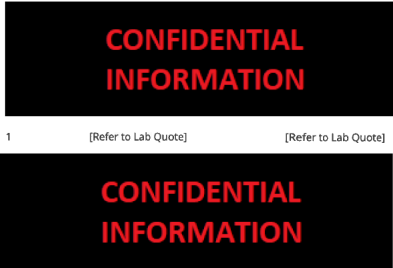 CONFIDENTIAL
INFORMATION
1 [Refer to Lab Quote] [Refer to Lab Quote]
CONFIDENTIAL
INFORMATION